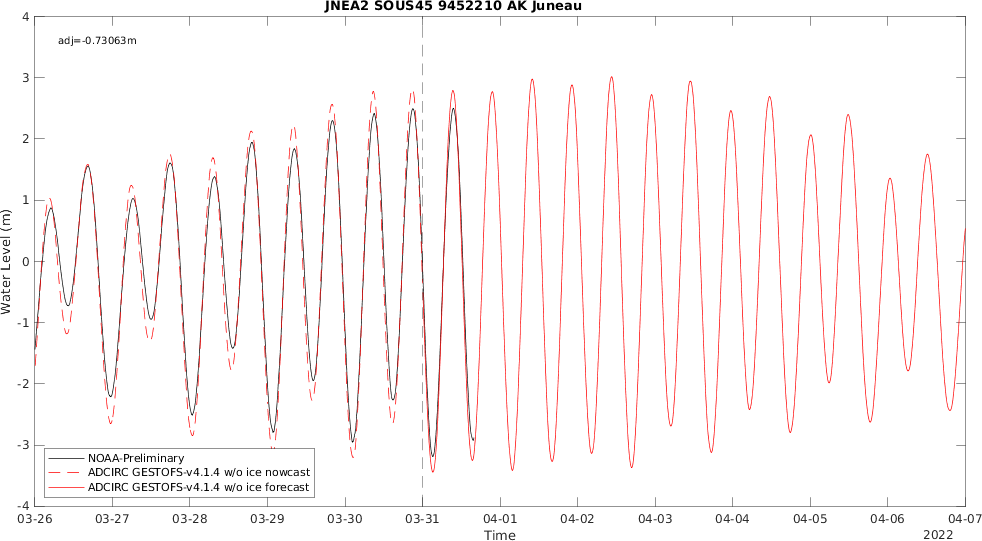 JNEA2 SOUS45 9452210 AK Juneau
adj=-0.73063m
4
3
2
1
0
-1
-2
-3
-4
Water Level (m)
NOAA-Preliminary
ADCIRC GESTOFS-v4.1.4 w/o ice nowcast
ADCIRC GESTOFS-v4.1.4 w/o ice forecast
03-26 03-27 03-28 03-29 03-30 03-31 04-01 04-02 04-03 04-04 04-05 04-06 04-07
Time
2022